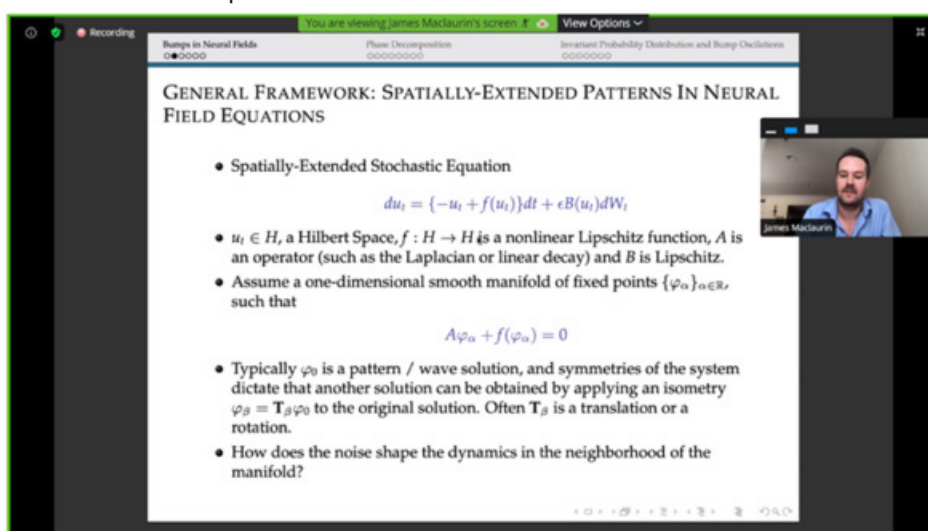 You are viewing James Maclaurin's screen
View Options
Recording
Bumps in Neural Fields
Phase Decomposition
Invariant Probability Distribution and Bump Oscilations
GENERAL FRAMEWORK: SPATIALLY-EXTENDED PATTERNS IN NEURAL
FIELD EQUATIONS
• Spatially-Extended Stochastic Equation
du_t = {−u_t + f(u_t)}dt + ϵB(u_t)dW_t
• u_t ∈ H, a Hilbert Space, f : H → H is a nonlinear Lipschitz function, A is
an operator (such as the Laplacian or linear decay) and B is Lipschitz.
• Assume a one-dimensional smooth manifold of fixed points {φ_α}_{α∈ℝ},
such that
Aφ_α + f(φ_α) = 0
• Typically φ_0 is a pattern / wave solution, and symmetries of the system
dictate that another solution can be obtained by applying an isometry
φ_β = T_βφ_0 to the original solution. Often T_β is a translation or a
rotation.
• How does the noise shape the dynamics in the neighborhood of the
manifold?
James Maclaurin